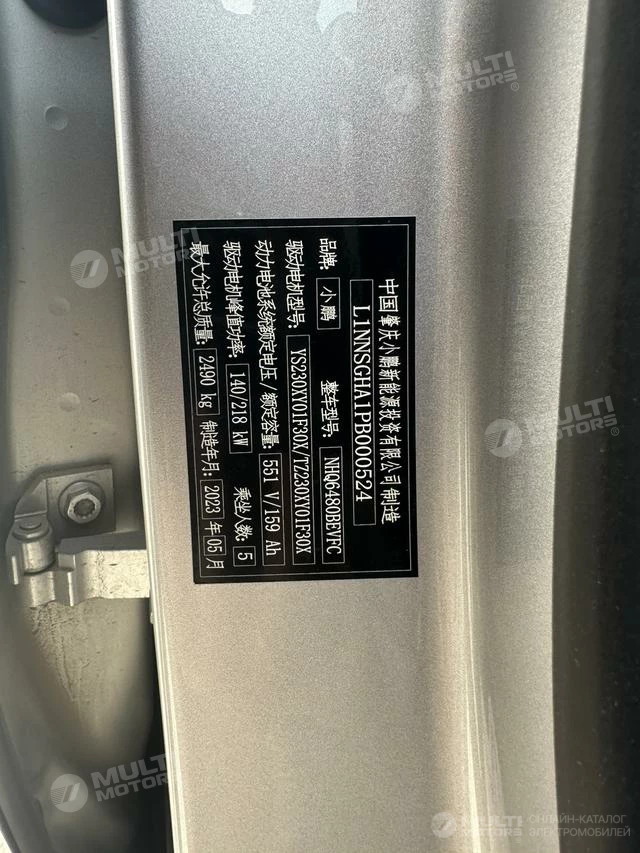 中国肇庆小鹏新能源投资有限公司制造
L1NNSGHA1PB000524
品牌: 小鹏 整车型号: NHQ6480BEVFC
驱动电机型号: YS230XY01F30X/TZ230XY01F30X
动力电池系统额定电压/额定容量: 551 V/159 Ah
驱动电机峰值功率: 140/218 kW 乘坐人数: 5
最大允许总质量: 2490 kg 制造年月: 2023 年 05 月
MULTI MOTORS®
MULTI MOTORS®
MULTI MOTORS®
MULTI MOTORS®
MULTI MOTORS®
ОНЛАЙН-КАТАЛОГ
ЭЛЕКТРОМОБИЛЕЙ